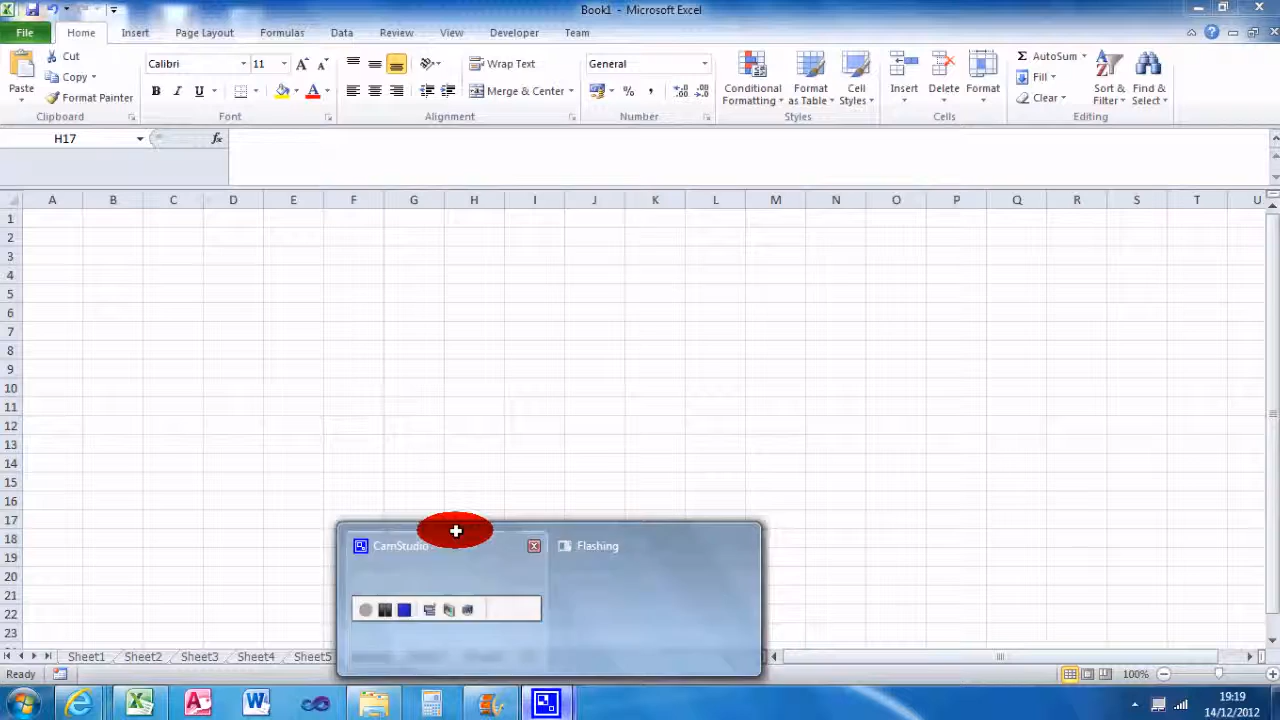 Book1 - Microsoft Excel
File Home Insert Page Layout Formulas Data Review View Developer Team
Paste Cut Calibri 11 Wrap Text General Conditional Formatting Format as Table Cell Styles Insert Delete Format AutoSum Sort & Filter Find & Select
Copy B I U A Merge & Center % , Fill
Format Painter Clear
Clipboard Font Alignment Number Styles Cells Editing
H17 fx
A B C D E F G H I J K L M N O P Q R S T U
1
2
3
4
5
6
7
8
9
10
11
12
13
14
15
16
17
18
19
20
21
22
23
CamStudio Flashing
Sheet1 Sheet2 Sheet3 Sheet4 Sheet5
Ready 100%
19:19
14/12/2012